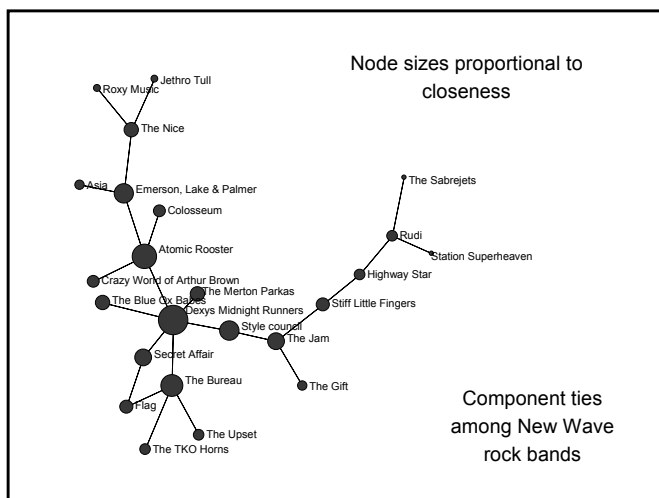 Node sizes proportional to
closeness
Jethro Tull
Roxy Music
The Nice
The Sabrejets
Asia
Emerson, Lake & Palmer
Colosseum
Rudi
Atomic Rooster
Station Superheaven
Highway Star
Crazy World of Arthur Brown
The Merton Parkas
The Blue Ox Babes
Stiff Little Fingers
Dexys Midnight Runners
Style council
The Jam
Secret Affair
The Bureau
The Gift
Flag
Component ties
among New Wave
rock bands
The Upset
The TKO Horns